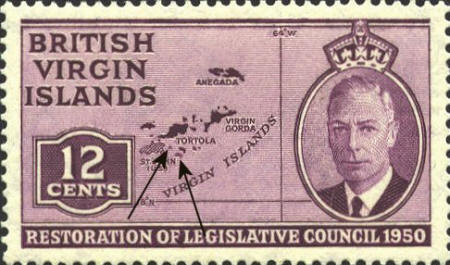 BRITISH
VIRGIN
ISLANDS
64°W
ANEGADA
VIRGIN
GORDA
TORTOLA
VIRGIN ISLANDS
12
CENTS
RESTORATION OF LEGISLATIVE COUNCIL 1950